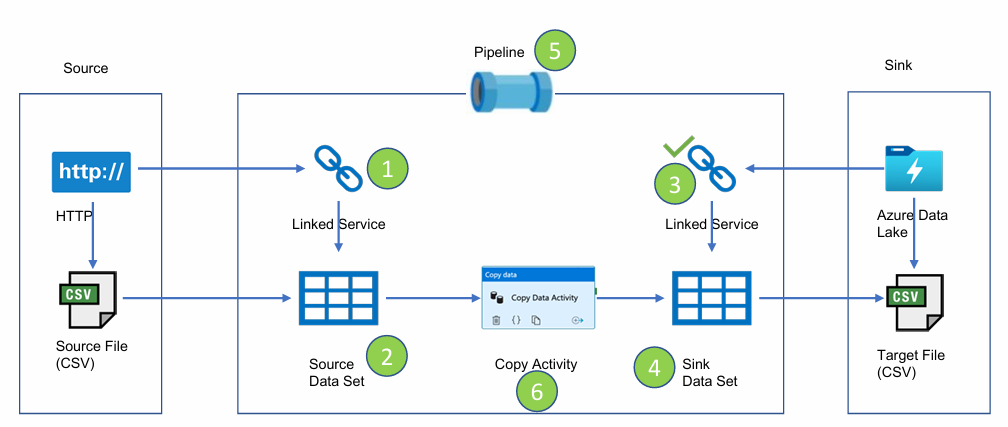 Pipeline
5
Source
Sink
http://
1
3
HTTP
Linked Service
Linked Service
Azure Data
Lake
CSV
Copy data
Copy Data Activity
{}
CSV
Source File
(CSV)
Source
Data Set
2
Copy Activity
6
4
Sink
Data Set
Target File
(CSV)